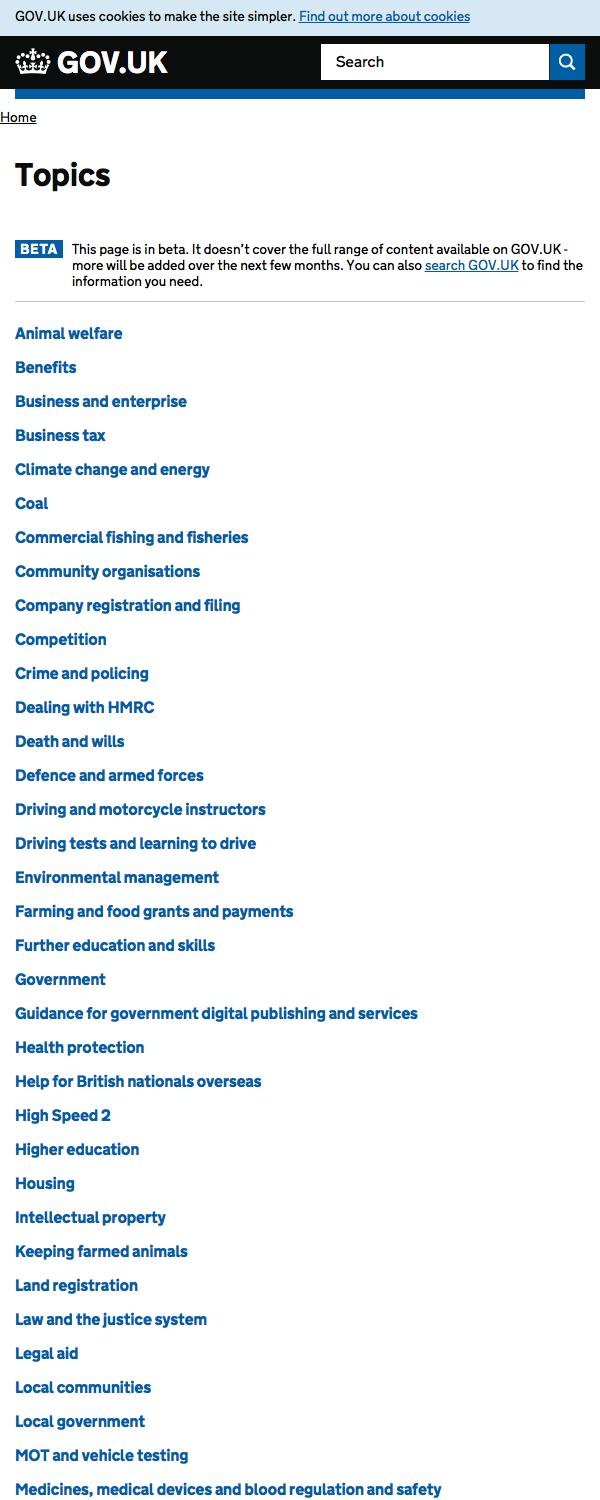 GOV.UK uses cookies to make the site simpler. Find out more about cookies
GOV.UK
Search
Home
Topics
BETA
This page is in beta. It doesn't cover the full range of content available on GOV.UK -
more will be added over the next few months. You can also search GOV.UK to find the
information you need.
Animal welfare
Benefits
Business and enterprise
Business tax
Climate change and energy
Coal
Commercial fishing and fisheries
Community organisations
Company registration and filing
Competition
Crime and policing
Dealing with HMRC
Death and wills
Defence and armed forces
Driving and motorcycle instructors
Driving tests and learning to drive
Environmental management
Farming and food grants and payments
Further education and skills
Government
Guidance for government digital publishing and services
Health protection
Help for British nationals overseas
High Speed 2
Higher education
Housing
Intellectual property
Keeping farmed animals
Land registration
Law and the justice system
Legal aid
Local communities
Local government
MOT and vehicle testing
Medicines, medical devices and blood regulation and safety